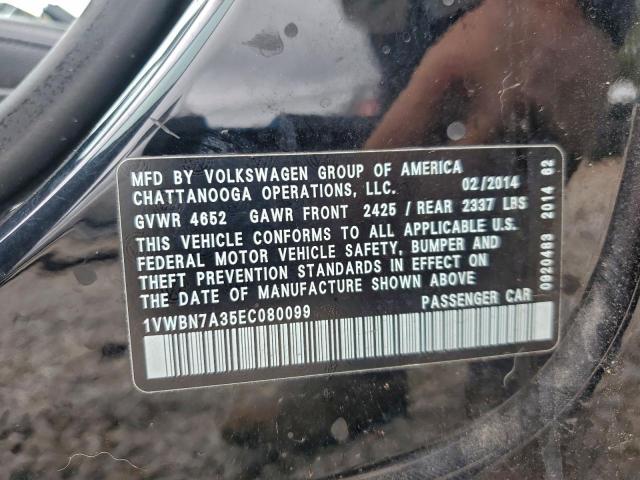 MFD BY VOLKSWAGEN GROUP OF AMERICA
CHATTANOOGA OPERATIONS, LLC. 02/2014
GVWR 4652 GAWR FRONT 2425 / REAR 2337 LBS
THIS VEHICLE CONFORMS TO ALL APPLICABLE U.S.
FEDERAL MOTOR VEHICLE SAFETY, BUMPER AND
THEFT PREVENTION STANDARDS IN EFFECT ON
THE DATE OF MANUFACTURE SHOWN ABOVE
1VWBN7A35EC080099 PASSENGER CAR
0920483 2014 02